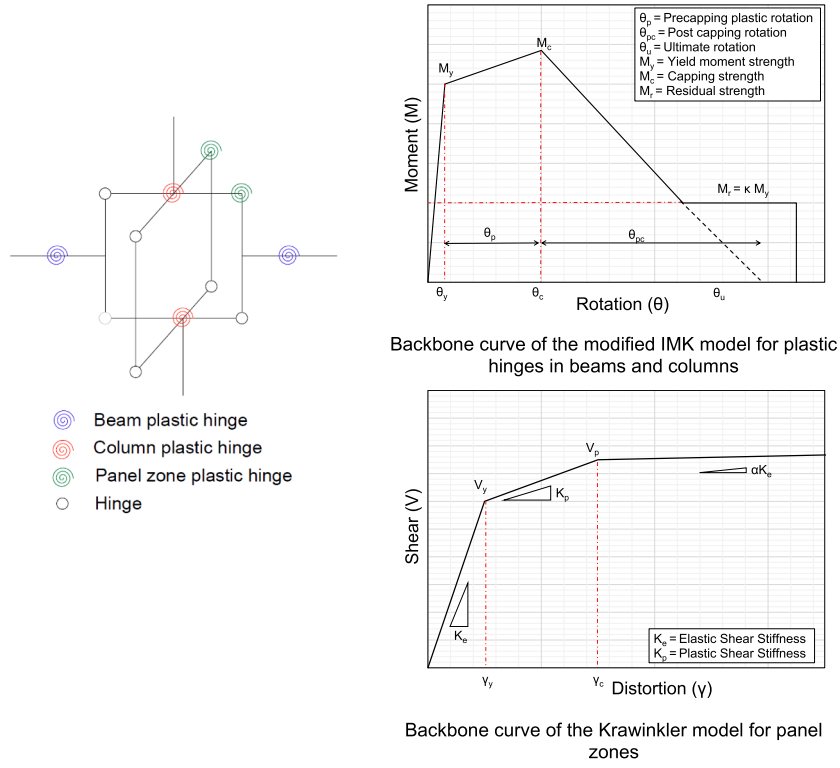 Beam plastic hinge
Column plastic hinge
Panel zone plastic hinge
Hinge
θp = Precapping plastic rotation
θpc = Post capping rotation
θu = Ultimate rotation
My = Yield moment strength
Mc = Capping strength
Mr = Residual strength
Mc
My
Moment (M)
Mr = κ My
θp
θpc
θy
θc
θu
Rotation (θ)
Backbone curve of the modified IMK model for plastic
hinges in beams and columns
Vp
Vy
αKe
Kp
Shear (V)
Ke
Ke = Elastic Shear Stiffness
Kp = Plastic Shear Stiffness
γy
γc
Distortion (γ)
Backbone curve of the Krawinkler model for panel
zones